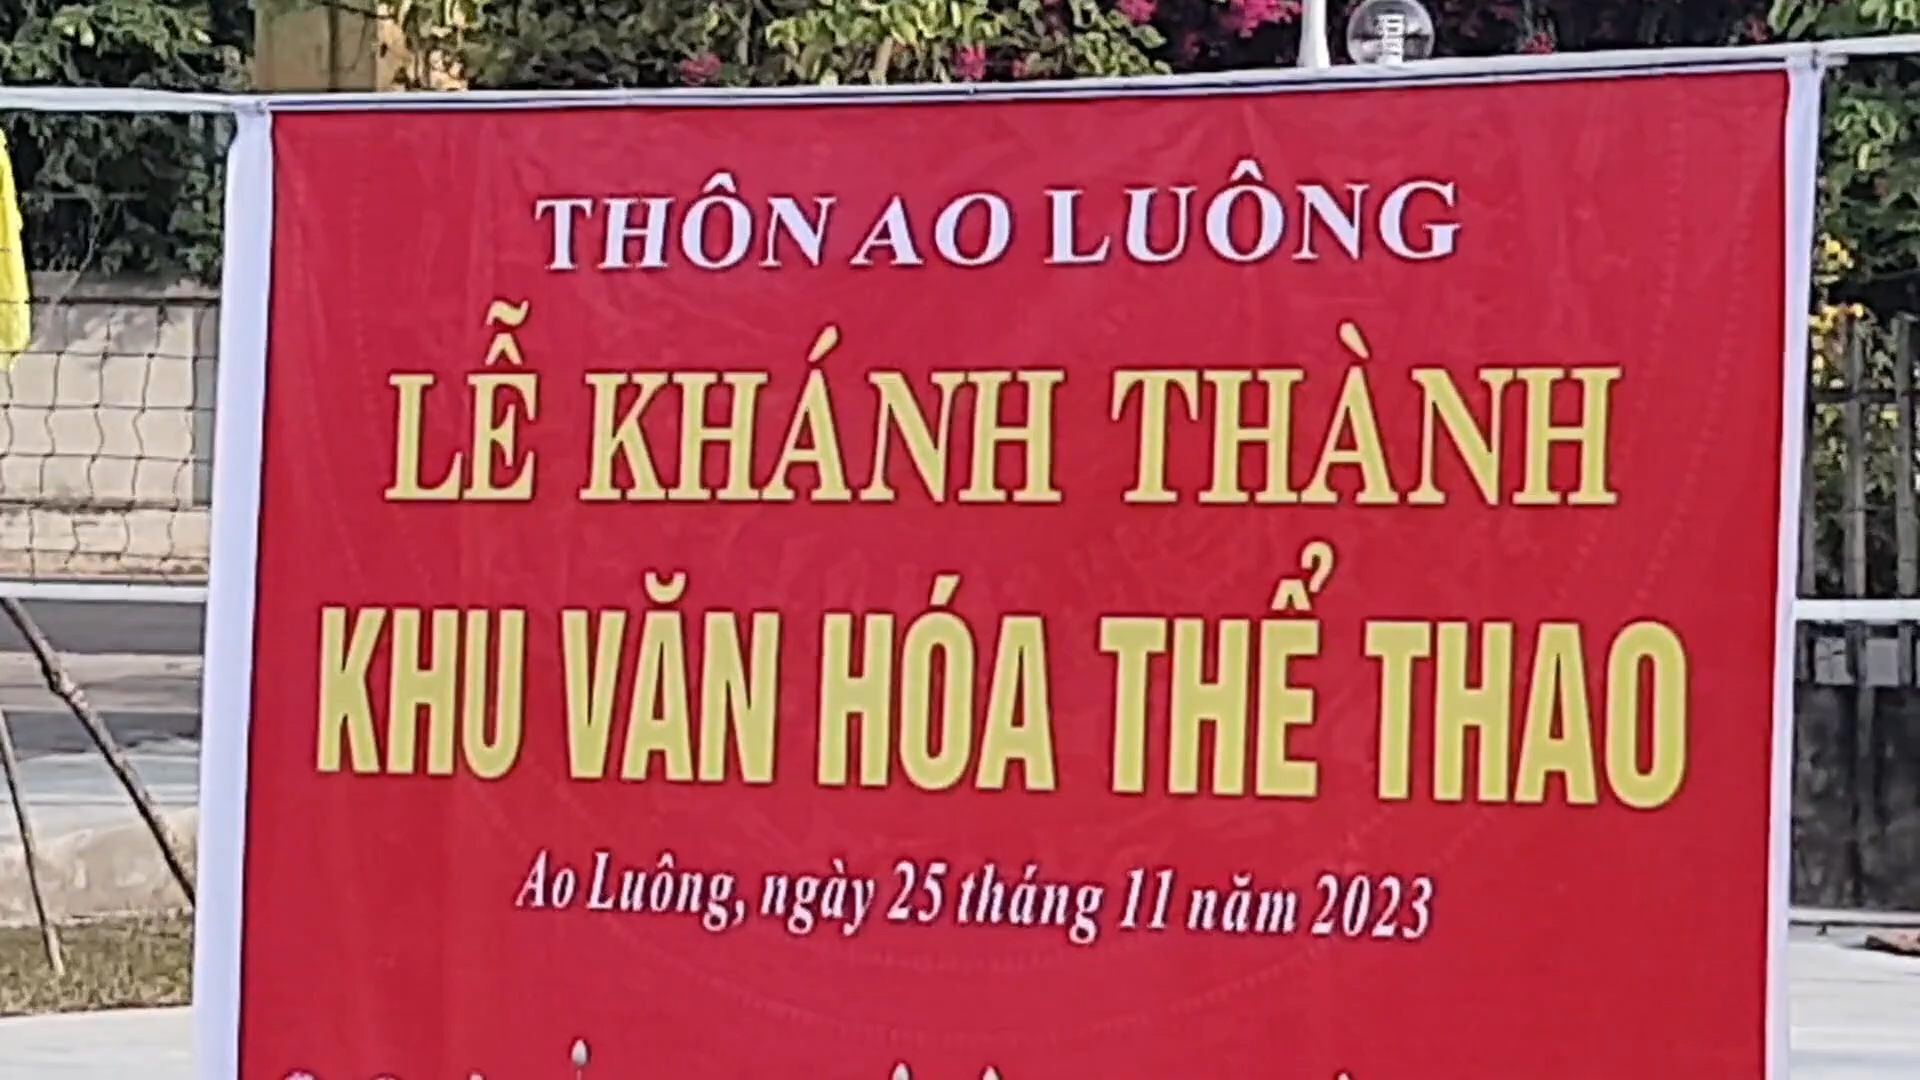 THÔN AO LUÔNG
LỄ KHÁNH THÀNH
KHU VĂN HÓA THỂ THAO
Ao Luông, ngày 25 tháng 11 năm 2023